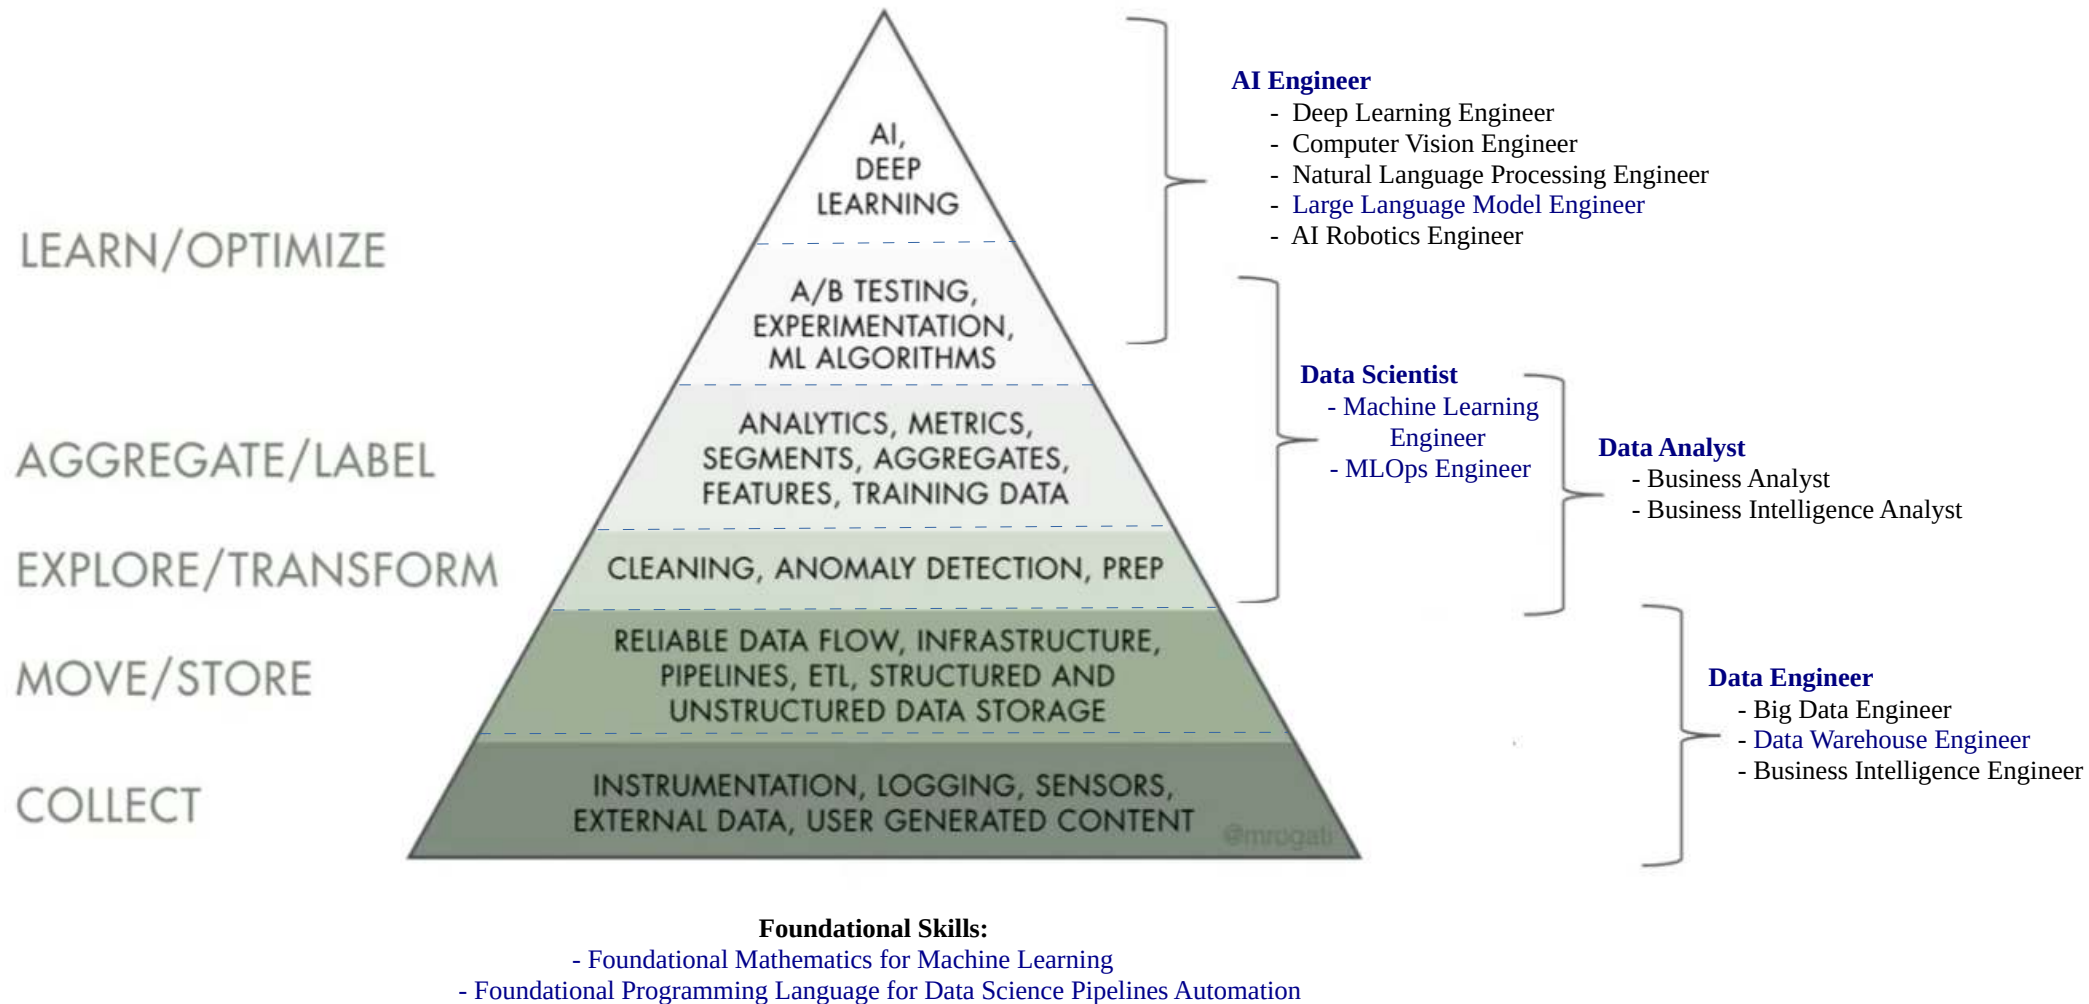 AI,
DEEP
LEARNING
LEARN/OPTIMIZE
A/B TESTING,
EXPERIMENTATION,
ML ALGORITHMS
AGGREGATE/LABEL
ANALYTICS, METRICS,
SEGMENTS, AGGREGATES,
FEATURES, TRAINING DATA
EXPLORE/TRANSFORM
CLEANING, ANOMALY DETECTION, PREP
MOVE/STORE
RELIABLE DATA FLOW, INFRASTRUCTURE,
PIPELINES, ETL, STRUCTURED AND
UNSTRUCTURED DATA STORAGE
COLLECT
INSTRUMENTATION, LOGGING, SENSORS,
EXTERNAL DATA, USER GENERATED CONTENT
@mrogati
AI Engineer
- Deep Learning Engineer
- Computer Vision Engineer
- Natural Language Processing Engineer
- Large Language Model Engineer
- AI Robotics Engineer
Data Scientist
- Machine Learning
Engineer
- MLOps Engineer
Data Analyst
- Business Analyst
- Business Intelligence Analyst
Data Engineer
- Big Data Engineer
- Data Warehouse Engineer
- Business Intelligence Engineer
Foundational Skills:
- Foundational Mathematics for Machine Learning
- Foundational Programming Language for Data Science Pipelines Automation